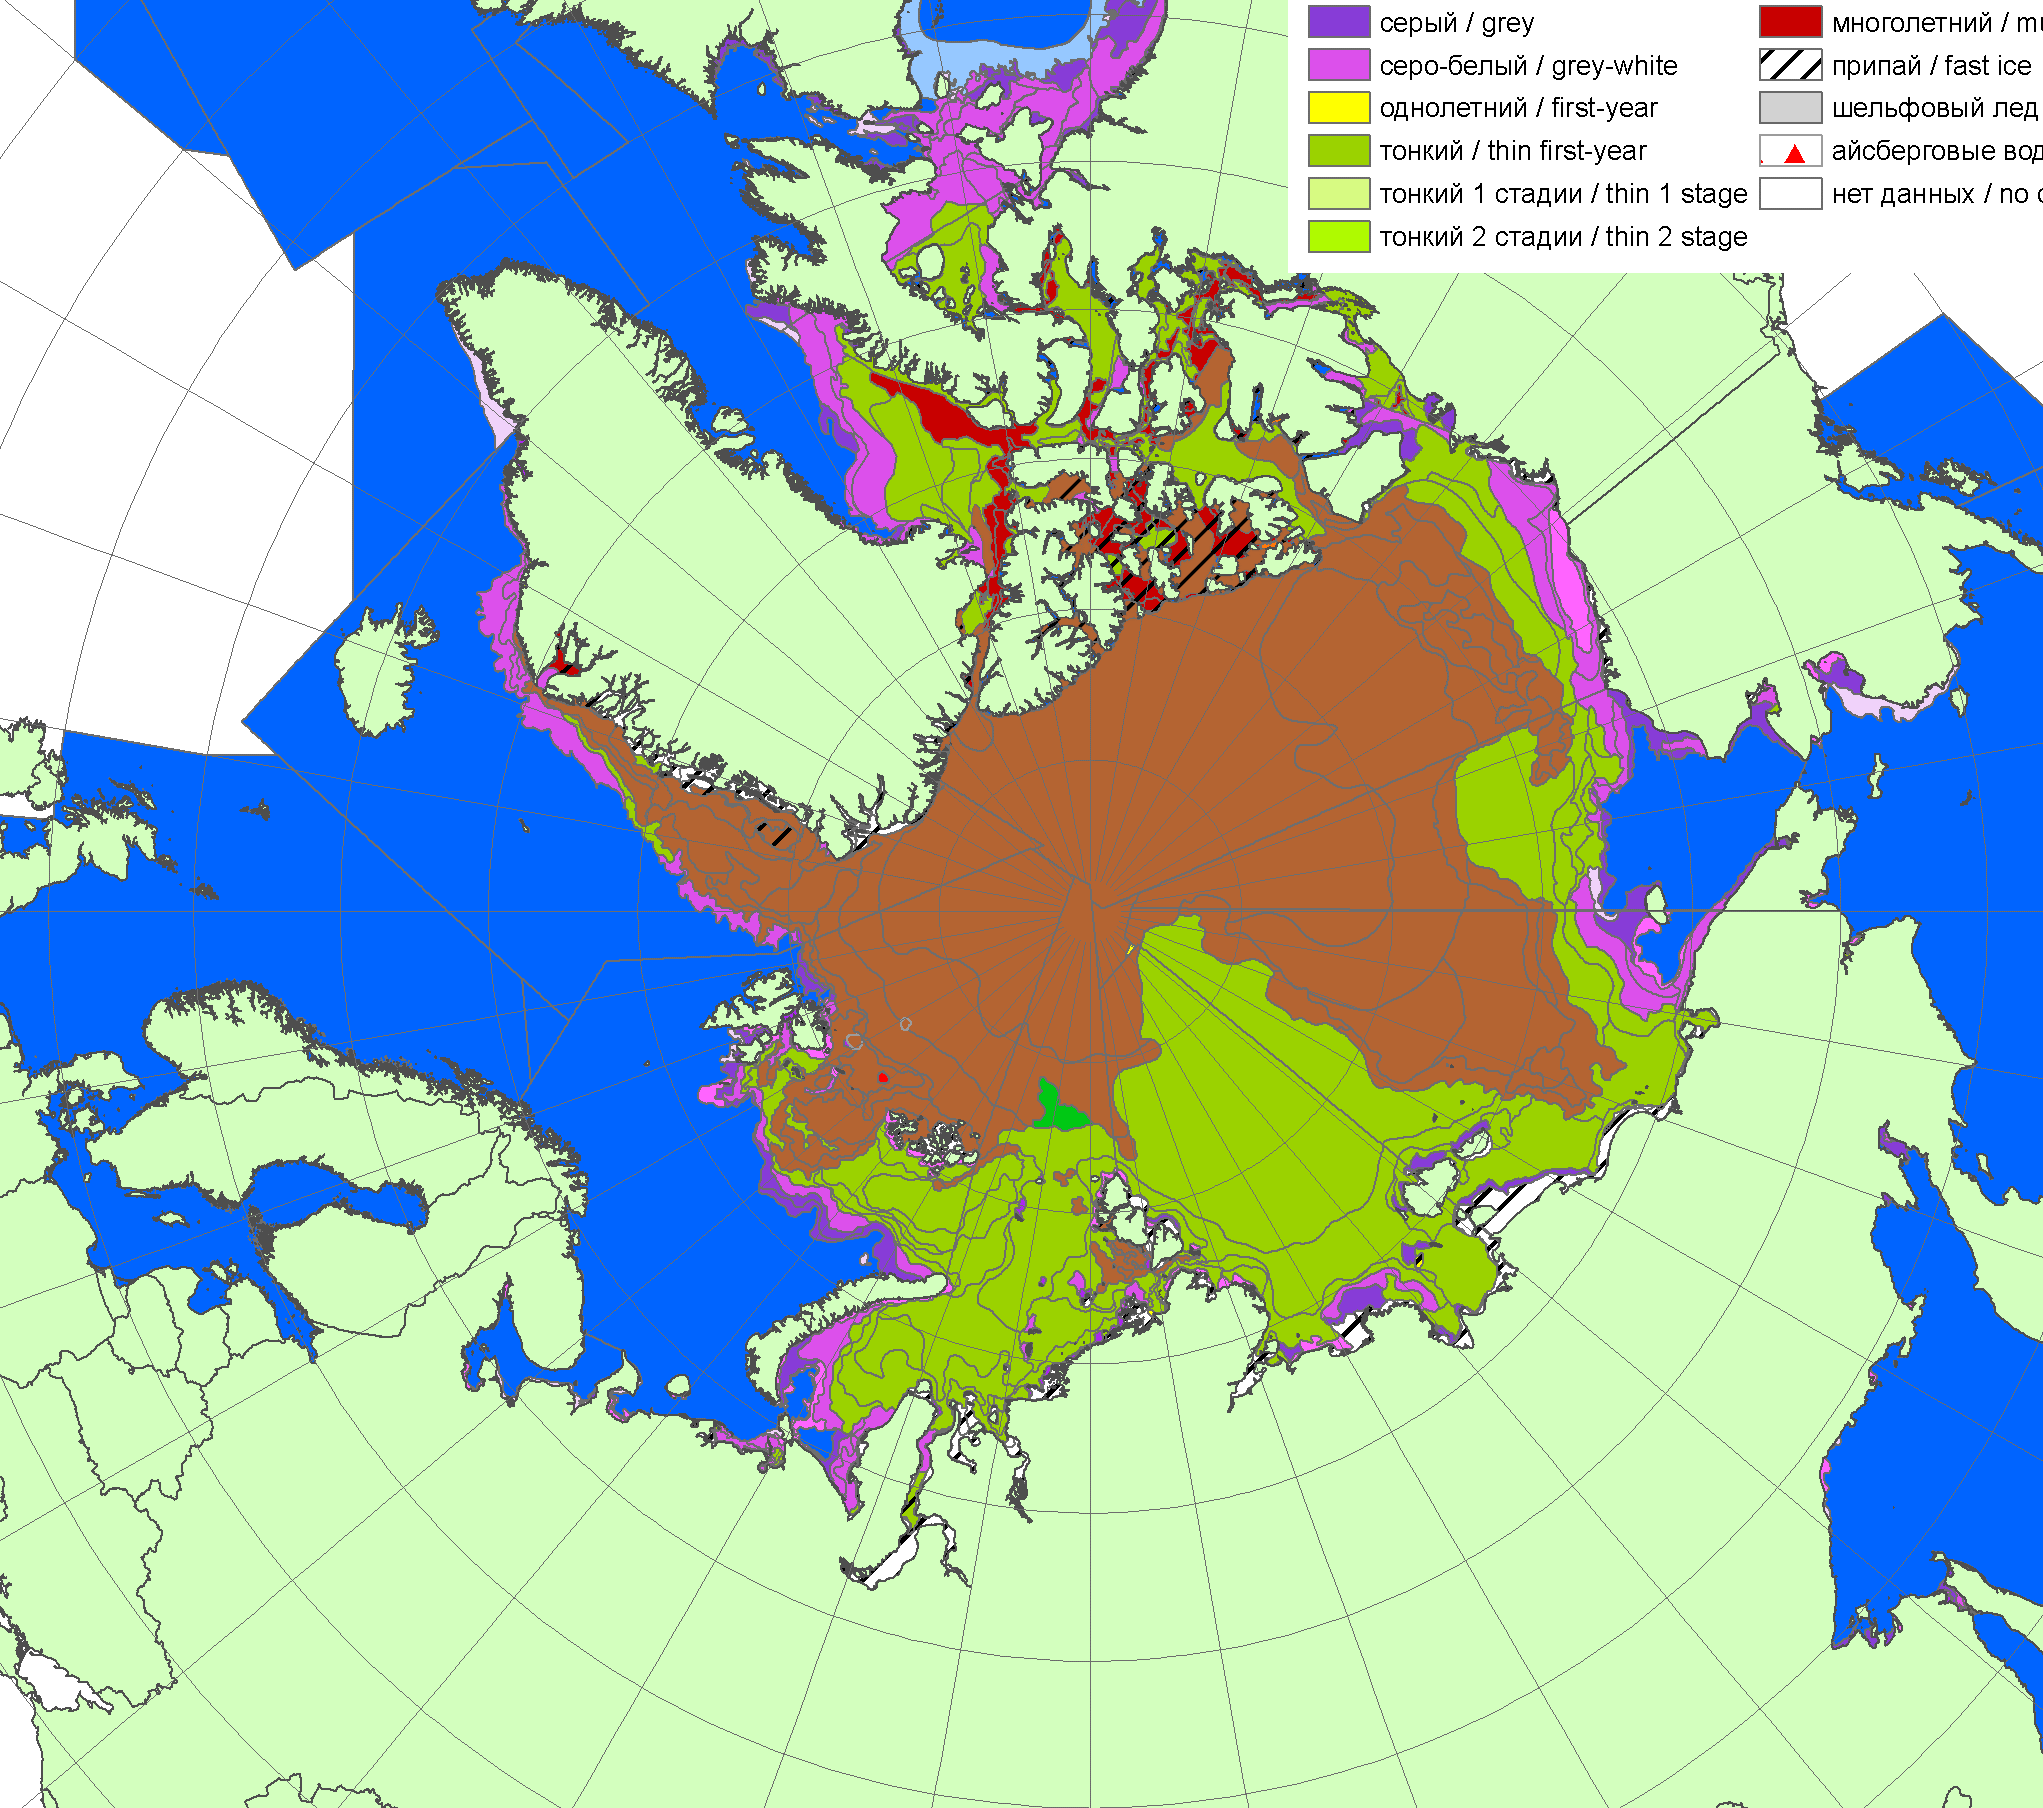 серый / grey
серо-белый / grey-white
однолетний / first-year
тонкий / thin first-year
тонкий 1 стадии / thin 1 stage
тонкий 2 стадии / thin 2 stage
многолетний /
припай / fast ice
шельфовый лед
айсберговые
нет данных / no